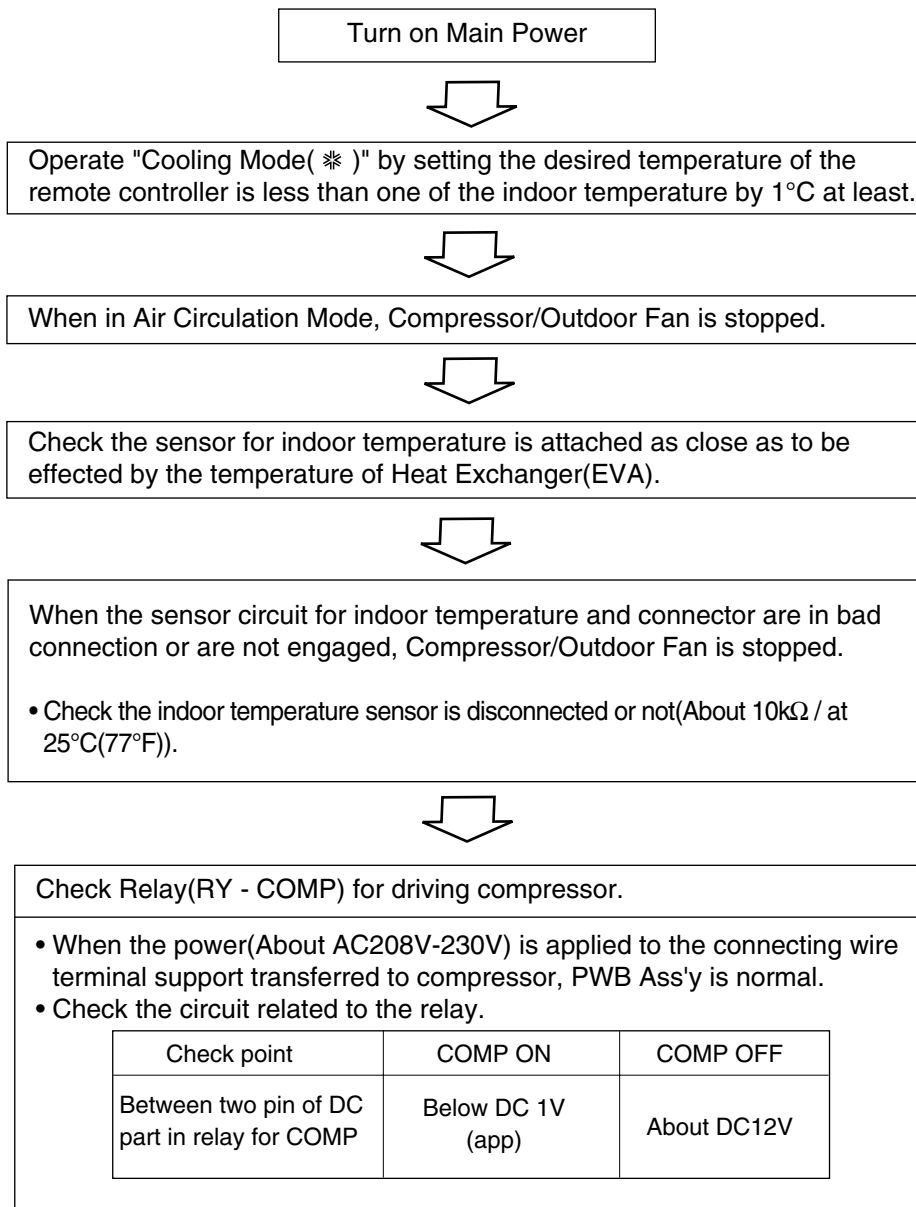 Turn on Main Power
Operate "Cooling Mode( ❋ )" by setting the desired temperature of the
remote controller is less than one of the indoor temperature by 1°C at least.
When in Air Circulation Mode, Compressor/Outdoor Fan is stopped.
Check the sensor for indoor temperature is attached as close as to be
effected by the temperature of Heat Exchanger(EVA).
When the sensor circuit for indoor temperature and connector are in bad
connection or are not engaged, Compressor/Outdoor Fan is stopped.
• Check the indoor temperature sensor is disconnected or not(About 10kΩ / at
25°C(77°F)).
Check Relay(RY - COMP) for driving compressor.
• When the power(About AC208V-230V) is applied to the connecting wire
terminal support transferred to compressor, PWB Ass'y is normal.
• Check the circuit related to the relay.
Check point COMP ON COMP OFF
Between two pin of DC
part in relay for COMP
Below DC 1V
(app)
About DC12V